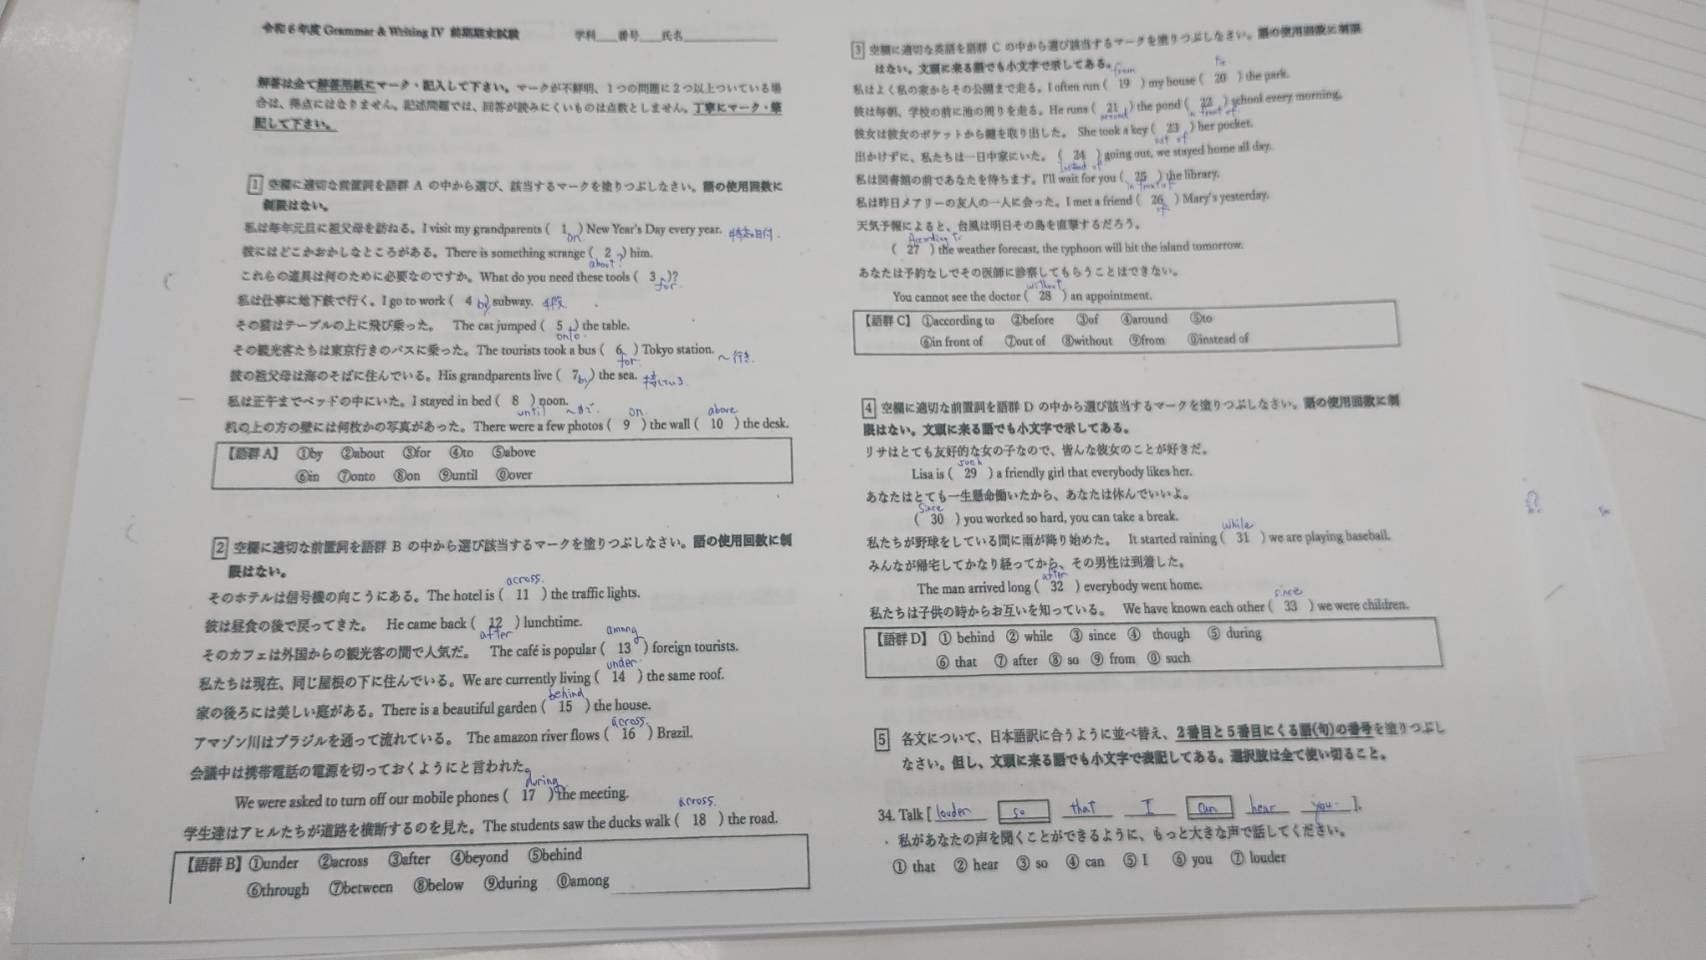 令和6年度 Grammar & Writing IV 前期期末試験　学科___番号___氏名___________
解答は全て解答用紙にマーク・記入して下さい。マークが不鮮明、1つの問題に2つ以上ついている場
合は、得点にはなりません。記述問題では、回答が読みにくいものは点数としません。丁寧にマーク・筆
記して下さい。
1 空欄に適切な前置詞を語群 A の中から選び、該当するマークを塗りつぶしなさい。語の使用回数に
制限はない。
私は毎年元旦に祖父母を訪ねる。I visit my grandparents ( 1 ) New Year's Day every year. 特定の日付.
on
彼にはどこかおかしなところがある。There is something strange ( 2 ) him.
about?
これらの道具は何のために必要なのですか。What do you need these tools ( 3 )?
for
私は仕事に地下鉄で行く。I go to work ( 4 by ) subway. 手段
その猫はテーブルの上に飛び乗った。 The cat jumped ( 5 ) the table.
onto
その観光客たちは東京行きのバスに乗った。The tourists took a bus ( 6 ) Tokyo station.
for ～行き.
彼の祖父母は海のそばに住んでいる。His grandparents live ( 7 by ) the sea.
私は正午までベッドの中にいた。I stayed in bed ( 8 ) noon.
until ～まで. on above
机の上の方の壁には何枚かの写真があった。There were a few photos ( 9 ) the wall ( 10 ) the desk.
【語群 A】 ①by ②about ③for ④to ⑤above
⑥in ⑦onto ⑧on ⑨until ⓪over
2 空欄に適切な前置詞を語群 B の中から選び該当するマークを塗りつぶしなさい。語の使用回数に制
限はない。
across.
そのホテルは信号機の向こうにある。The hotel is ( 11 ) the traffic lights.
彼は昼食の後で戻ってきた。 He came back ( 12 ) lunchtime.
after among
そのカフェは外国からの観光客の間で人気だ。 The café is popular ( 13 ) foreign tourists.
under
私たちは現在、同じ屋根の下に住んでいる。We are currently living ( 14 ) the same roof.
behind
家の後ろには美しい庭がある。There is a beautiful garden ( 15 ) the house.
across
アマゾン川はブラジルを通って流れている。 The amazon river flows ( 16 ) Brazil.
会議中は携帯電話の電源を切っておくようにと言われた。
during
We were asked to turn off our mobile phones ( 17 ) the meeting.
across.
学生達はアヒルたちが道路を横断するのを見た。The students saw the ducks walk ( 18 ) the road.
【語群 B】 ①under ②across ③after ④beyond ⑤behind
⑥through ⑦between ⑧below ⑨during ⓪among
3 空欄に適切な英語を語群 C の中から選び該当するマークを塗りつぶしなさい。語の使用回数に制限
はない。文頭に来る語でも小文字で示してある。
from to
私はよく私の家からその公園まで走る。I often run ( 19 ) my house ( 20 ) the park.
彼は毎朝、学校の前に池の周りを走る。He runs ( 21 ) the pond ( 22 ) school every morning.
around in front of
彼女は彼女のポケットから鍵を取り出した。 She took a key ( 23 ) her pocket.
out of
出かけずに、私たちは一日中家にいた。 ( 24 ) going out, we stayed home all day.
Instead of
私は図書館の前であなたを待ちます。I'll wait for you ( 25 ) the library.
in front of
私は昨日メアリーの友人の一人に会った。I met a friend ( 26 ) Mary's yesterday.
of
天気予報によると、台風は明日その島を直撃するだろう。
According to
( 27 ) the weather forecast, the typhoon will hit the island tomorrow.
あなたは予約なしでその医師に診察してもらうことはできない。
without
You cannot see the doctor ( 28 ) an appointment.
【語群 C】 ①according to ②before ③of ④around ⑤to
⑥in front of ⑦out of ⑧without ⑨from ⓪instead of
4 空欄に適切な前置詞を語群 D の中から選び該当するマークを塗りつぶしなさい。語の使用回数に制
限はない。文頭に来る語でも小文字で示してある。
リサはとても友好的な女の子なので、皆んな彼女のことが好きだ。
such
Lisa is ( 29 ) a friendly girl that everybody likes her.
あなたはとても一生懸命働いたから、あなたは休んでいいよ。
Since
( 30 ) you worked so hard, you can take a break.
while
私たちが野球をしている間に雨が降り始めた。 It started raining ( 31 ) we are playing baseball.
みんなが帰宅してかなり経ってから、その男性は到着した。
after
The man arrived long ( 32 ) everybody went home.
since
私たちは子供の時からお互いを知っている。 We have known each other ( 33 ) we were children.
【語群 D】 ① behind ② while ③ since ④ though ⑤ during
⑥ that ⑦ after ⑧ so ⑨ from ⓪ such
5 各文について、日本語訳に合うように並べ替え、2番目と5番目にくる語(句)の番号を塗りつぶし
なさい。但し、文頭に来る語でも小文字で表記してある。選択肢は全て使い切ること。
34. Talk [ louder so that I can hear you ].
私があなたの声を聞くことができるように、もっと大きな声で話してください。
① that ② hear ③ so ④ can ⑤ I ⑥ you ⑦ louder